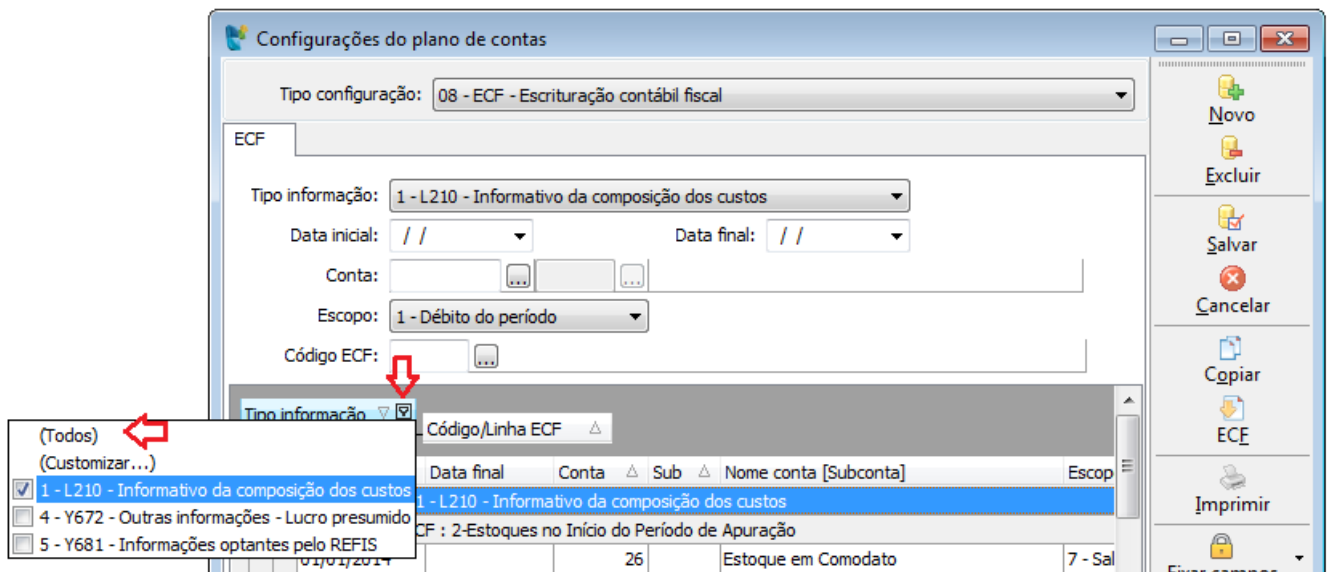 Configurações do plano de contas
Tipo configuração: 08 - ECF - Escrituração contábil fiscal
ECF
Tipo informação: 1 - L210 - Informativo da composição dos custos
Data inicial: / / Data final: / /
Conta: ... ...
Escopo: 1 - Débito do período
Código ECF: ...
Tipo informação
Código/Linha ECF
Data final Conta Sub Nome conta [Subconta] Escop
1 - L210 - Informativo da composição dos custos
CF : 2-Estoques no Início do Período de Apuração
01/01/2014 26 Estoque em Comodato 7 - Sal
(Todos)
(Customizar...)
1 - L210 - Informativo da composição dos custos
4 - Y672 - Outras informações - Lucro presumido
5 - Y681 - Informações optantes pelo REFIS
Novo
Excluir
Salvar
Cancelar
Copiar
ECF
Imprimir
Fixar campos